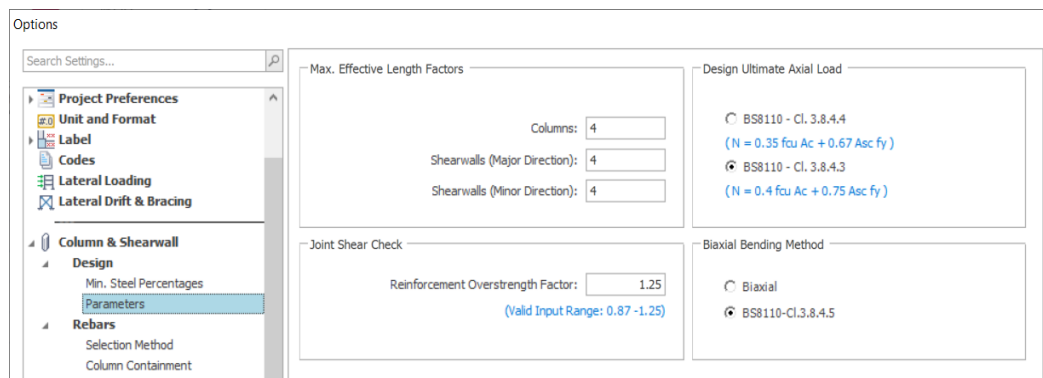 Options
Search Settings...
Project Preferences
Unit and Format
Label
Codes
Lateral Loading
Lateral Drift & Bracing
Column & Shearwall
Design
Min. Steel Percentages
Parameters
Rebars
Selection Method
Column Containment
Max. Effective Length Factors
Columns: 4
Shearwalls (Major Direction): 4
Shearwalls (Minor Direction): 4
Design Ultimate Axial Load
BS8110 - Cl. 3.8.4.4
( N = 0.35 fcu Ac + 0.67 Asc fy )
BS8110 - Cl. 3.8.4.3
( N = 0.4 fcu Ac + 0.75 Asc fy )
Joint Shear Check
Reinforcement Overstrength Factor: 1.25
(Valid Input Range: 0.87 -1.25)
Biaxial Bending Method
Biaxial
BS8110-Cl.3.8.4.5